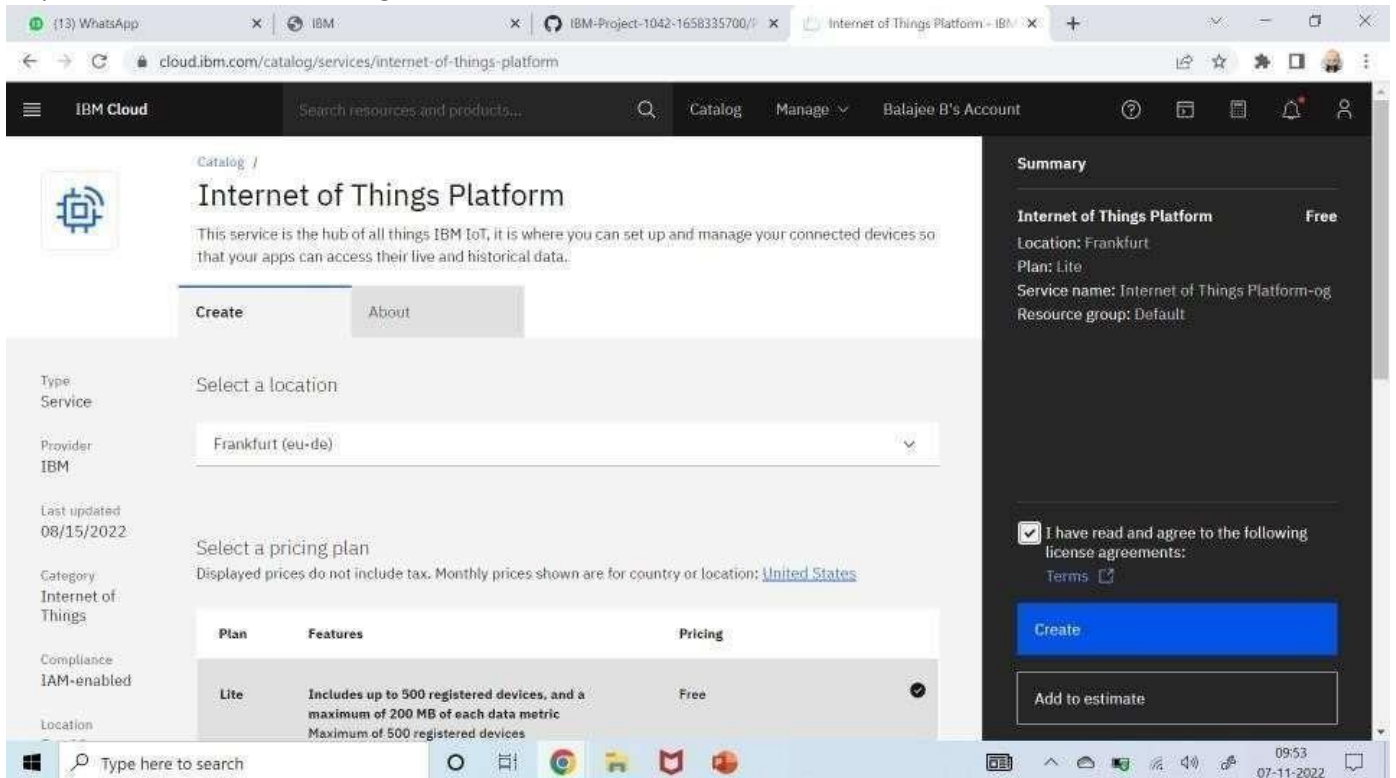 (13) WhatsApp
IBM
IBM-Project-1042-1658335700/
Internet of Things Platform - IBM
cloud.ibm.com/catalog/services/internet-of-things-platform
IBM Cloud
Search resources and products...
Catalog
Manage
Balajee B's Account
Catalog /
Internet of Things Platform
This service is the hub of all things IBM IoT, it is where you can set up and manage your connected devices so
that your apps can access their live and historical data.
Create
About
Type
Service
Provider
IBM
Last updated
08/15/2022
Category
Internet of
Things
Compliance
IAM-enabled
Location
Select a location
Frankfurt (eu-de)
Select a pricing plan
Displayed prices do not include tax. Monthly prices shown are for country or location: United States
Plan Features Pricing
Lite Includes up to 500 registered devices, and a Free
maximum of 200 MB of each data metric
Maximum of 500 registered devices
Summary
Internet of Things Platform Free
Location: Frankfurt
Plan: Lite
Service name: Internet of Things Platform-og
Resource group: Default
I have read and agree to the following
license agreements:
Terms
Create
Add to estimate
Type here to search
09:53
07-11-2022